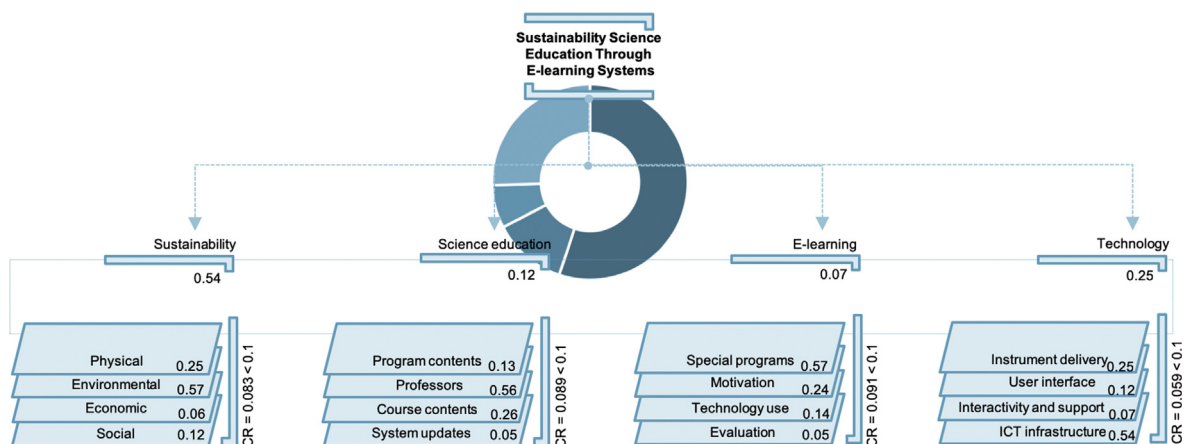 Sustainability Science
Education Through
E-learning Systems
Sustainability
0.54
Science education
0.12
E-learning
0.07
Technology
0.25
Physical 0.25
Environmental 0.57
Economic 0.06
Social 0.12
CR = 0.083 < 0.1
Program contents 0.13
Professors 0.56
Course contents 0.26
System updates 0.05
CR = 0.089 < 0.1
Special programs 0.57
Motivation 0.24
Technology use 0.14
Evaluation 0.05
CR = 0.091 < 0.1
Instrument delivery 0.25
User interface 0.12
Interactivity and support 0.07
ICT infrastructure 0.54
CR = 0.059 < 0.1